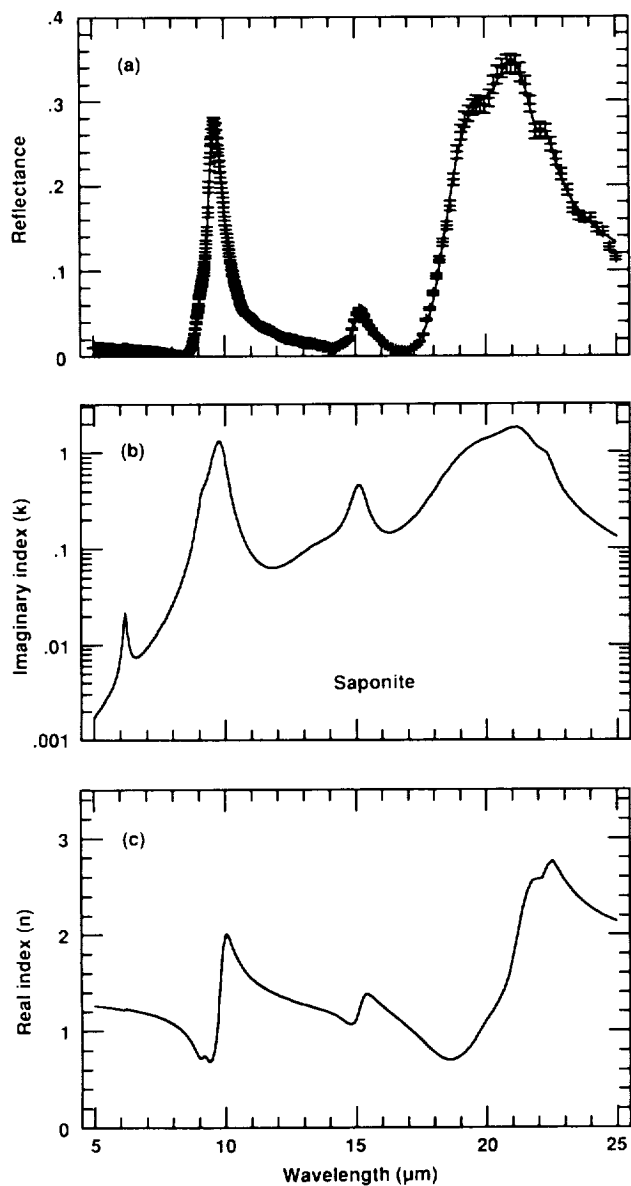 .4
(a)
.3
Reflectance
.2
.1
0
1
(b)
Imaginary index (k)
.1
.01
Saponite
.001
3
(c)
Real index (n)
2
1
0
5 10 15 20 25
Wavelength (μm)